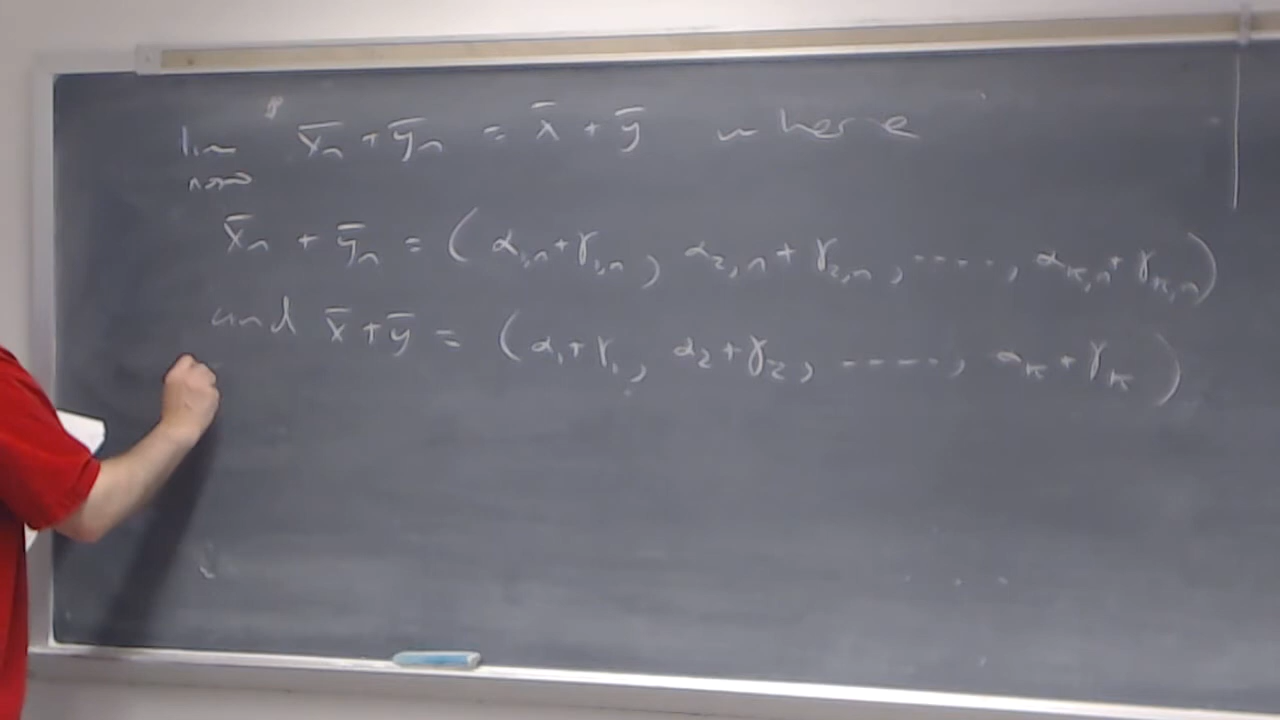 lim n→∞ x̄ₙ + ȳₙ = x̄ + ȳ where
x̄ₙ + ȳₙ = (α₁,ₙ + γ₁,ₙ, α₂,ₙ + γ₂,ₙ, ....., αₖ,ₙ + γₖ,ₙ)
and x̄ + ȳ = (α₁ + γ₁, α₂ + γ₂, ....., αₖ + γₖ)